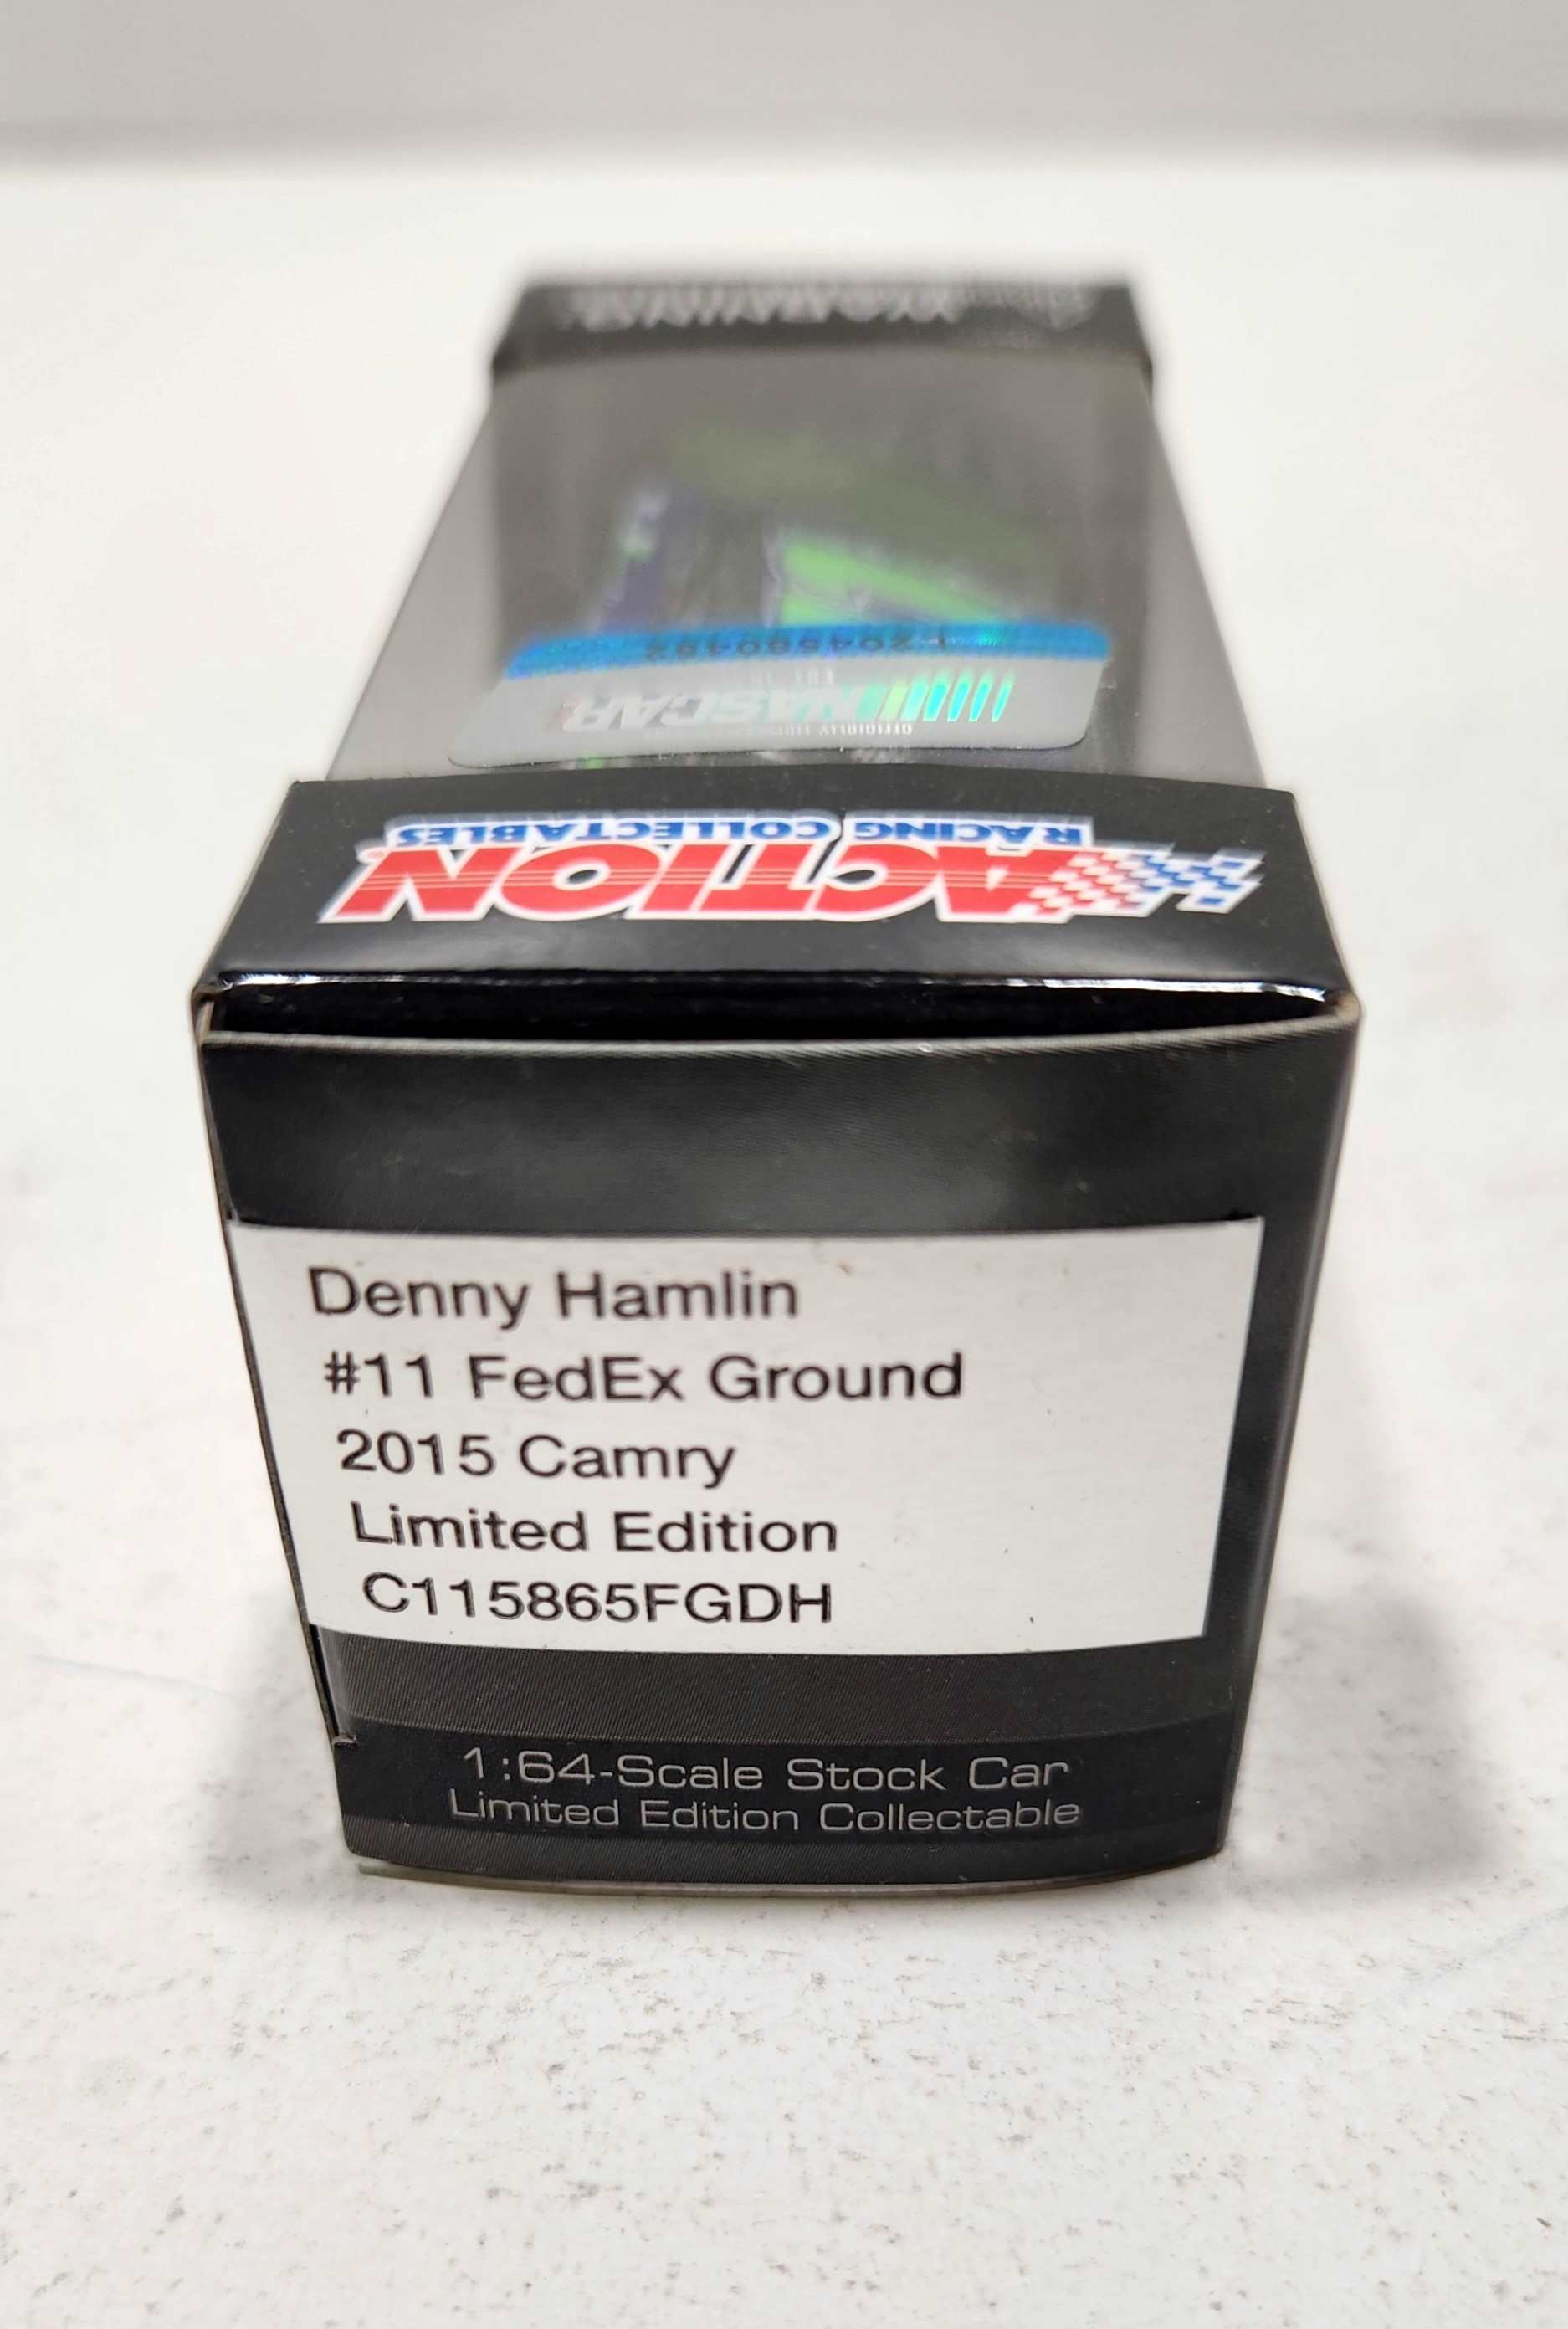 WARNING:
NASCAR
ACTION
RACING COLLECTABLES
Denny Hamlin
#11 FedEx Ground
2015 Camry
Limited Edition
C115865FGDH
1:64-Scale Stock Car
Limited Edition Collectable